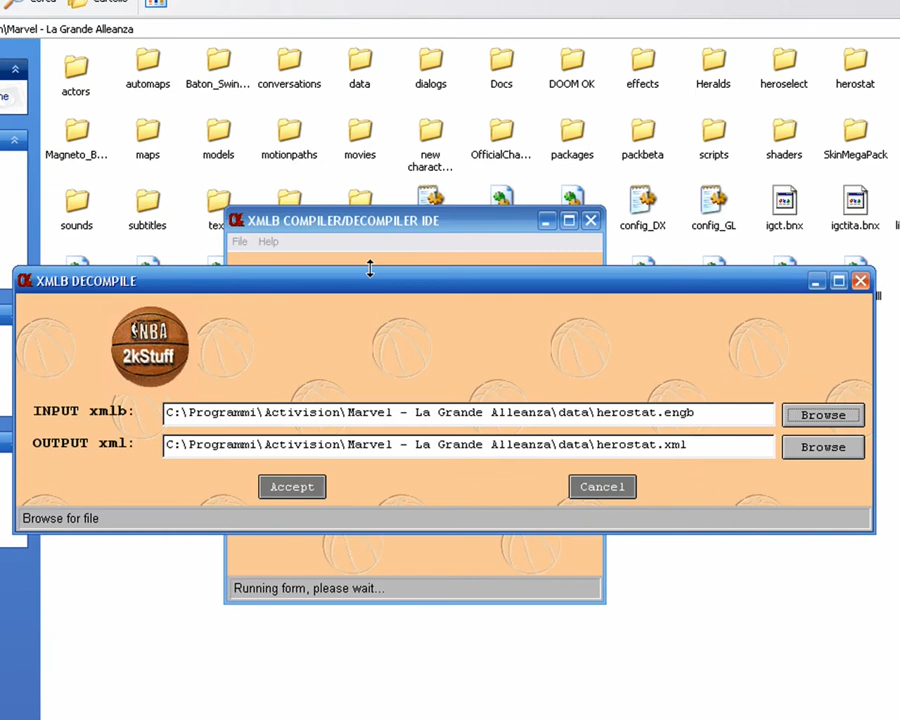 \Marvel - La Grande Alleanza
actors
automaps
Baton_Swin...
conversations
data
dialogs
Docs
DOOM OK
effects
Heralds
heroselect
herostat
Magneto_B...
maps
models
motionpaths
movies
new
charact...
OfficialCha...
packages
packbeta
scripts
shaders
SkinMegaPack
sounds
subtitles
config_DX
config_GL
igct.bnx
igctita.bnx
XMLB COMPILER/DECOMPILER IDE
File Help
XMLB DECOMPILE
NBA
2kStuff
INPUT xmlb: C:\Programmi\Activision\Marvel - La Grande Alleanza\data\herostat.engb Browse
OUTPUT xml: C:\Programmi\Activision\Marvel - La Grande Alleanza\data\herostat.xml Browse
Accept Cancel
Browse for file
Running form, please wait...